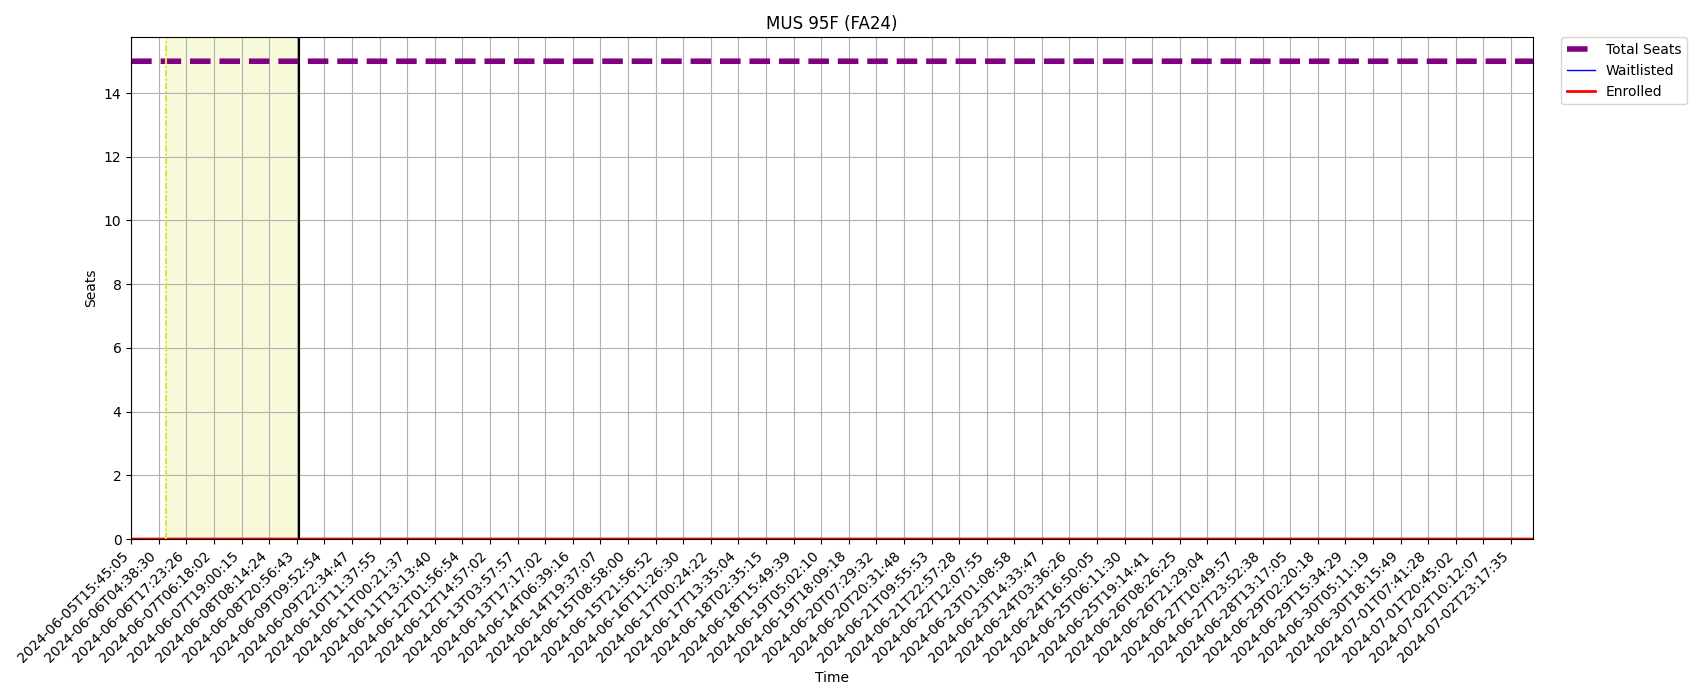 MUS 95F (FA24)
Total Seats
Waitlisted
Enrolled
Seats
14
12
10
8
6
4
2
0
2024-06-05T15:45:05
2024-06-06T04:38:30
2024-06-06T17:23:26
2024-06-07T06:18:02
2024-06-07T19:00:15
2024-06-08T08:14:24
2024-06-08T20:56:43
2024-06-09T09:52:54
2024-06-09T22:34:47
2024-06-10T11:37:55
2024-06-11T00:21:37
2024-06-11T13:13:40
2024-06-12T01:56:54
2024-06-12T14:57:02
2024-06-13T03:57:57
2024-06-13T17:17:02
2024-06-14T06:39:16
2024-06-14T19:37:07
2024-06-15T08:58:00
2024-06-15T21:56:52
2024-06-16T11:26:30
2024-06-17T00:24:22
2024-06-17T13:35:04
2024-06-18T02:35:15
2024-06-18T15:49:39
2024-06-19T05:02:10
2024-06-19T18:09:18
2024-06-20T07:29:32
2024-06-20T20:31:48
2024-06-21T09:55:53
2024-06-21T22:57:28
2024-06-22T12:07:55
2024-06-23T01:08:58
2024-06-23T14:33:47
2024-06-24T03:36:26
2024-06-24T16:50:05
2024-06-25T06:11:30
2024-06-25T19:14:41
2024-06-26T08:26:25
2024-06-26T21:29:04
2024-06-27T10:49:57
2024-06-27T23:52:38
2024-06-28T13:17:05
2024-06-29T02:20:18
2024-06-29T15:34:29
2024-06-30T05:11:19
2024-06-30T18:15:49
2024-07-01T07:41:28
2024-07-01T20:45:02
2024-07-02T10:12:07
2024-07-02T23:17:35
Time